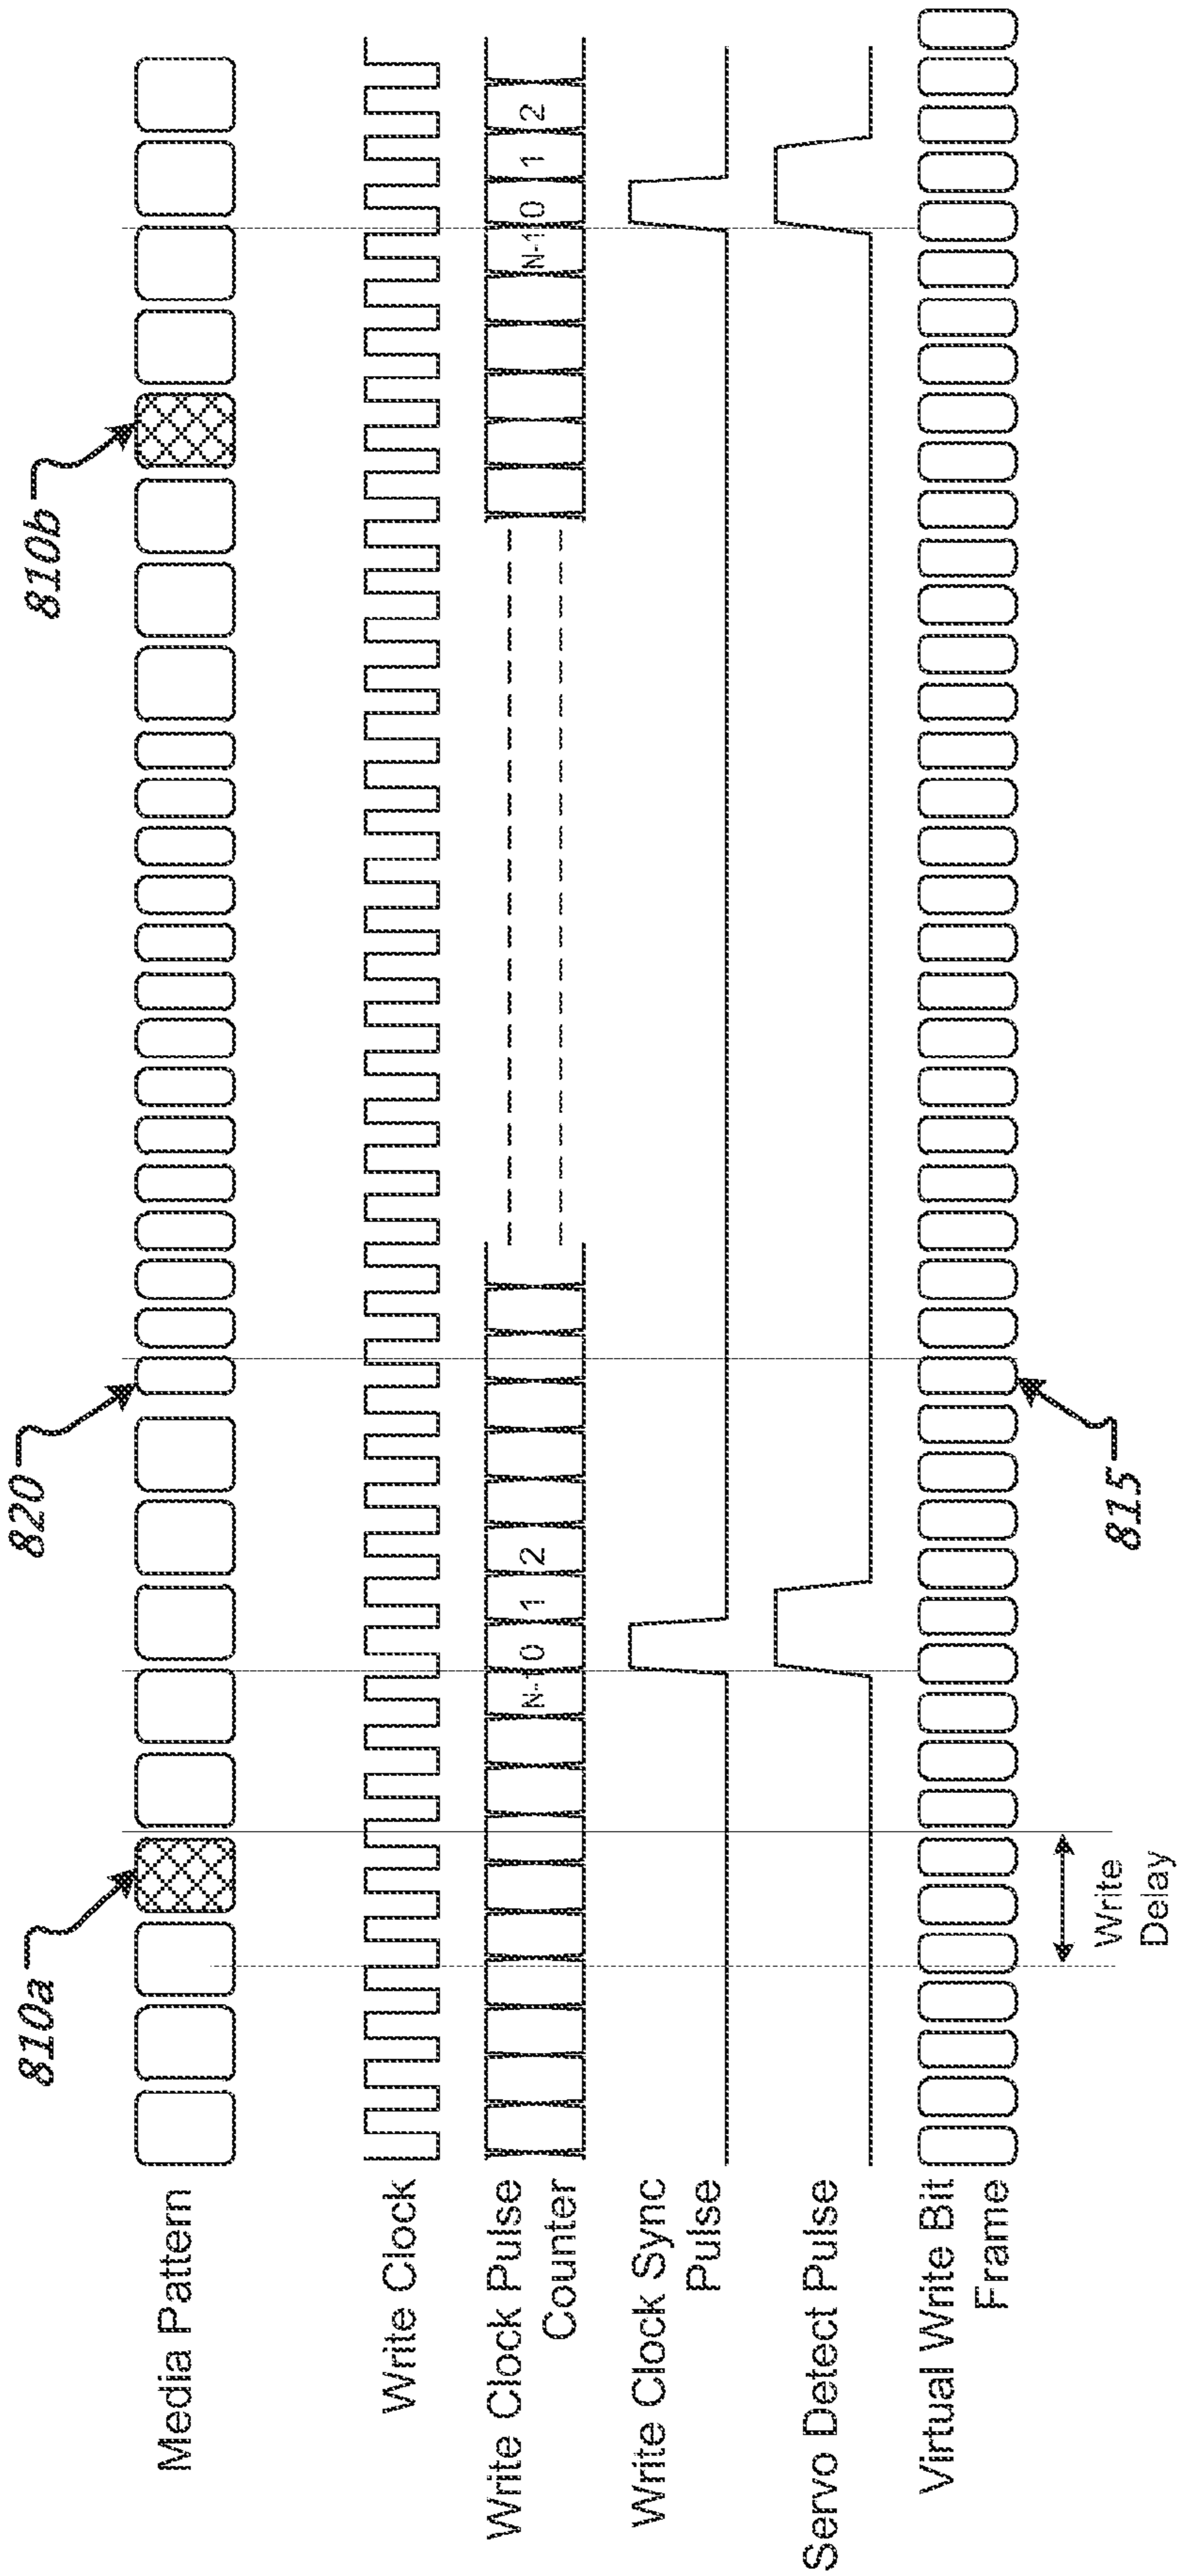 810a
820
810b
Media Pattern
Write Clock
Write Clock Pulse
Counter
N-1 0 1 2
N-1 0 1 2
Write Clock Sync
Pulse
Servo Detect Pulse
Virtual Write Bit
Frame
Write
Delay
815